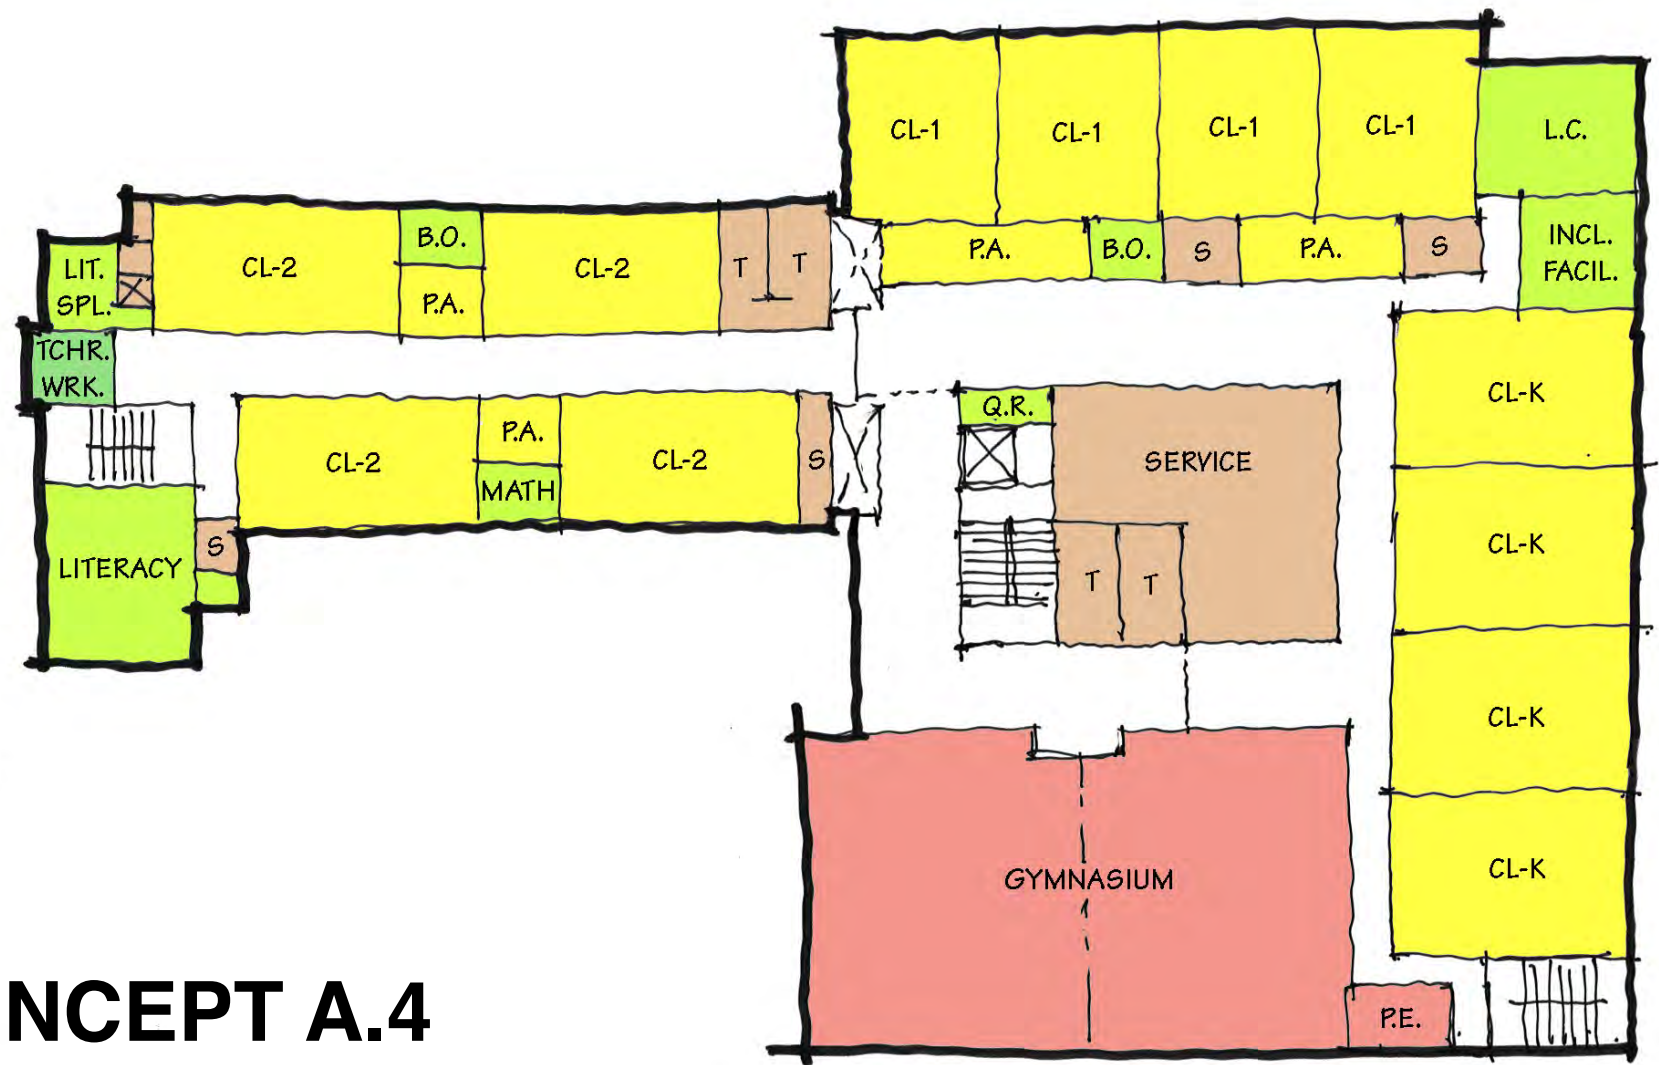 CL-1
CL-1
CL-1
CL-1
L.C.
P.A.
B.O.
S
P.A.
S
INCL.
FACIL.
LIT.
SPL.
CL-2
B.O.
P.A.
CL-2
T
T
TCHR.
WRK.
CL-2
P.A.
MATH
CL-2
S
LITERACY
S
Q.R.
SERVICE
T
T
CL-K
CL-K
CL-K
CL-K
GYMNASIUM
P.E.
NCEPT A.4